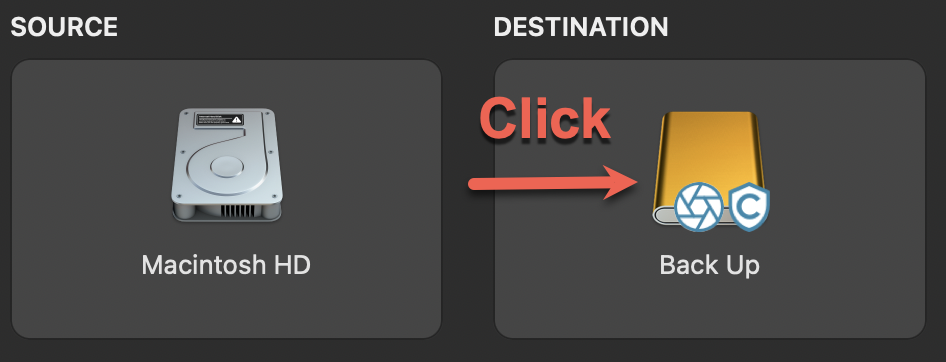 SOURCE
DESTINATION
Click
Macintosh HD
Back Up
C